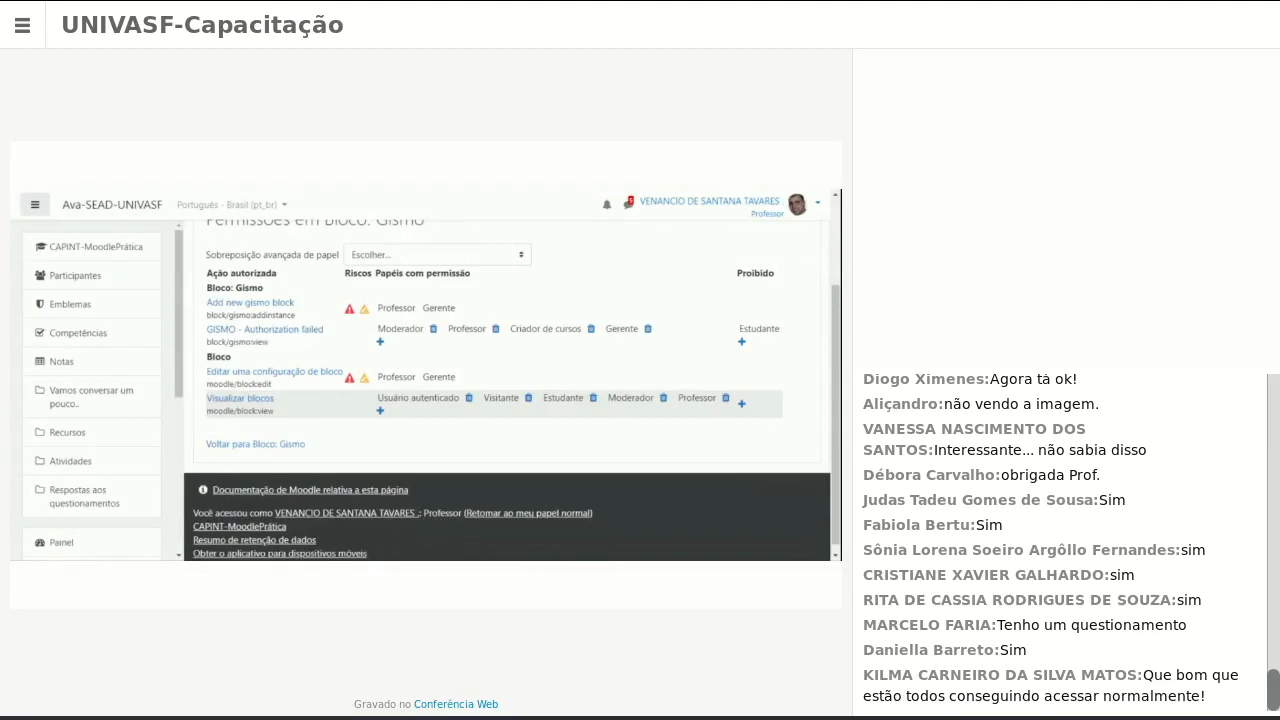 UNIVASF-Capacitação
Ava-SEAD-UNIVASF Português - Brasil (pt_br) VENANCIO DE SANTANA TAVARES .
Professor
Permissões em Bloco: Gismo
CAPINT-MoodlePrática
Participantes
Emblemas
Competências
Notas
Vamos conversar um
pouco..
Recursos
Atividades
Respostas aos
questionamentos
Painel
Sobreposição avançada de papel Escolher...
Ação autorizada Riscos Papéis com permissão Proibido
Bloco: Gismo
Add new gismo block Professor Gerente
block/gismo:addinstance
GISMO - Authorization failed Moderador Professor Criador de cursos Gerente Estudante
block/gismo:view
Bloco
Editar uma configuração de bloco Professor Gerente
moodle/block:edit
Visualizar blocos Usuário autenticado Visitante Estudante Moderador Professor
moodle/block:view
Voltar para Bloco: Gismo
Documentação de Moodle relativa a esta página
Você acessou como VENANCIO DE SANTANA TAVARES .: Professor (Retornar ao meu papel normal)
CAPINT-MoodlePrática
Resumo de retenção de dados
Obter o aplicativo para dispositivos móveis
Gravado no Conferência Web
Diogo Ximenes:Agora tá ok!
Aliçandro:não vendo a imagem.
VANESSA NASCIMENTO DOS
SANTOS:Interessante... não sabia disso
Débora Carvalho:obrigada Prof.
Judas Tadeu Gomes de Sousa:Sim
Fabiola Bertu:Sim
Sônia Lorena Soeiro Argôllo Fernandes:sim
CRISTIANE XAVIER GALHARDO:sim
RITA DE CASSIA RODRIGUES DE SOUZA:sim
MARCELO FARIA:Tenho um questionamento
Daniella Barreto:Sim
KILMA CARNEIRO DA SILVA MATOS:Que bom que
estão todos conseguindo acessar normalmente!